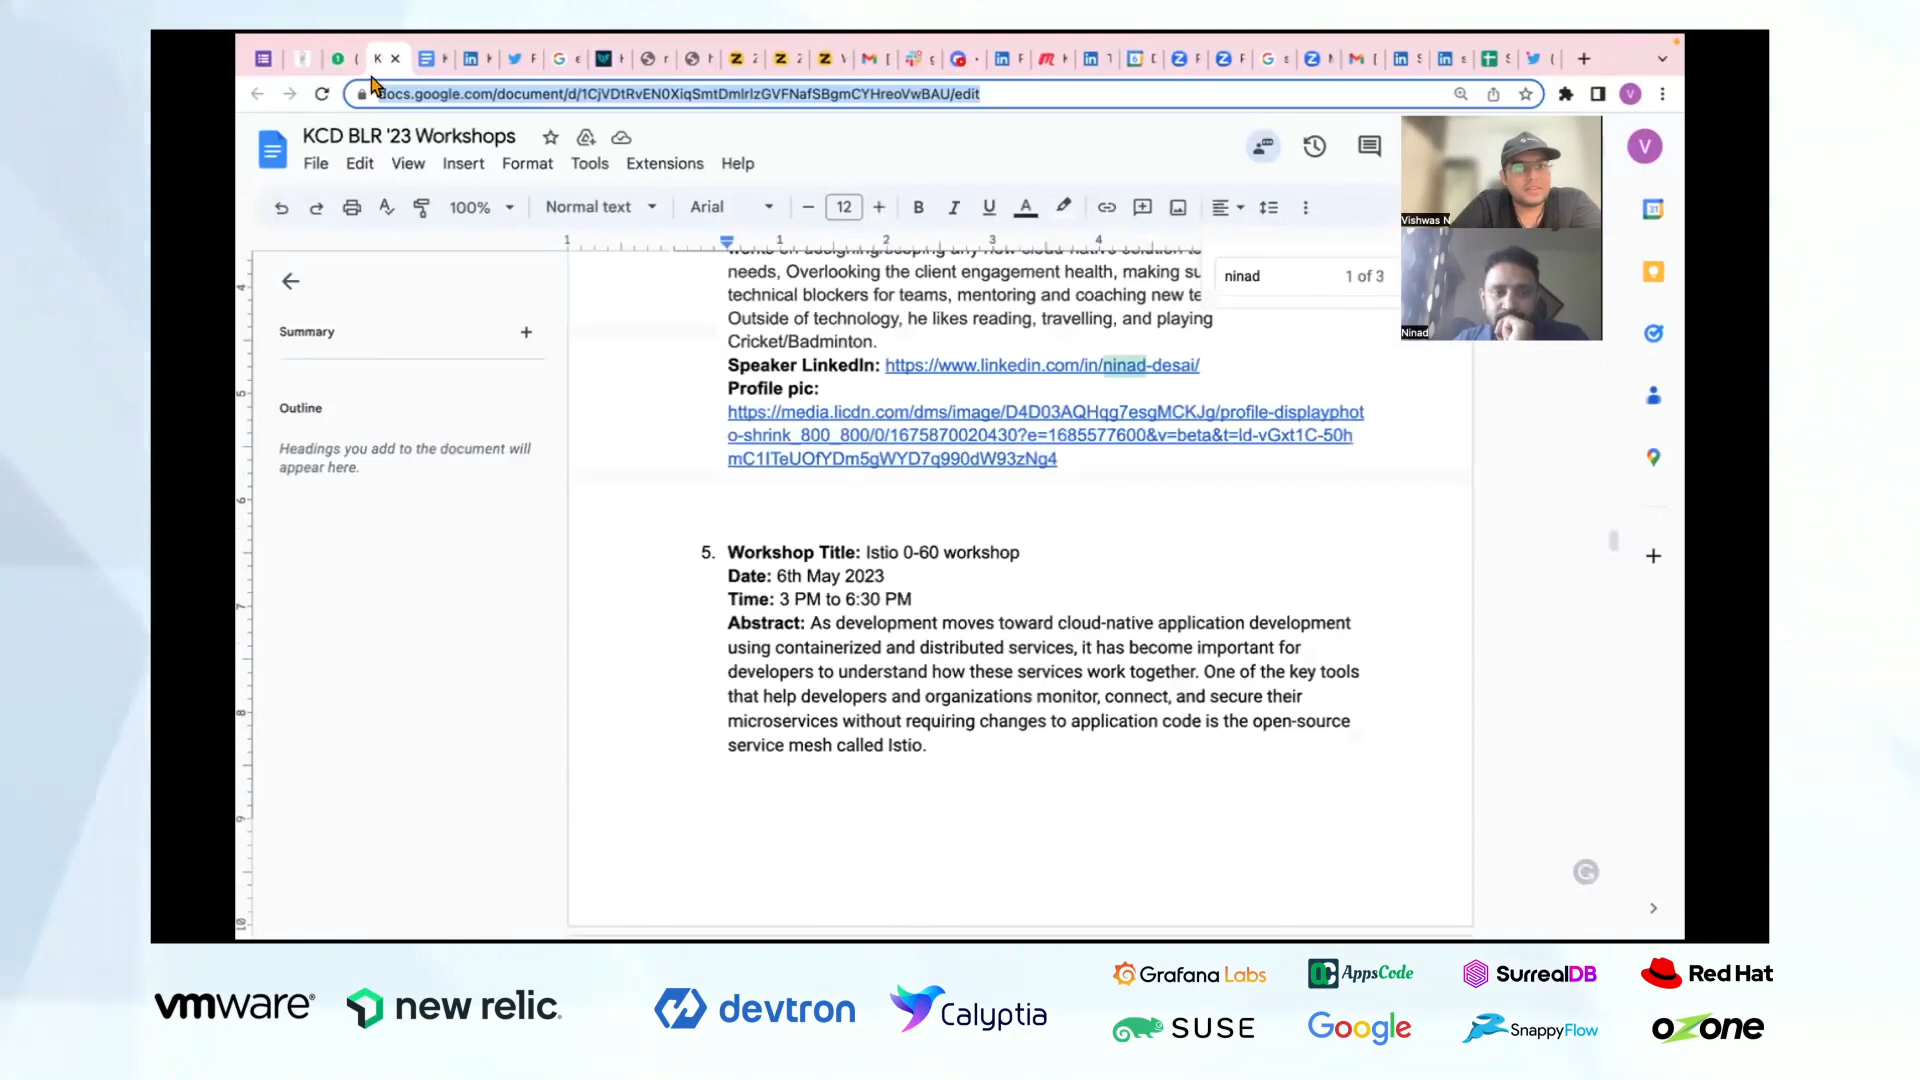 docs.google.com/document/d/1CjVDtRvEN0XiqSmtDmlrIzGVFNafSBgmCYHreoVwBAU/edit
KCD BLR '23 Workshops
File Edit View Insert Format Tools Extensions Help
100% Normal text Arial 12
Vishwas N
Ninad
ninad 1 of 3
Summary
Outline
Headings you add to the document will
appear here.
needs, Overlooking the client engagement health, making su
technical blockers for teams, mentoring and coaching new te
Outside of technology, he likes reading, travelling, and playing
Cricket/Badminton.
Speaker LinkedIn: https://www.linkedin.com/in/ninad-desai/
Profile pic:
https://media.licdn.com/dms/image/D4D03AQHqg7esgMCKJg/profile-displayphot
o-shrink_800_800/0/1675870020430?e=1685577600&v=beta&t=ld-vGxt1C-50h
mC1ITeUOfYDm5gWYD7q990dW93zNg4
5. Workshop Title: Istio 0-60 workshop
Date: 6th May 2023
Time: 3 PM to 6:30 PM
Abstract: As development moves toward cloud-native application development
using containerized and distributed services, it has become important for
developers to understand how these services work together. One of the key tools
that help developers and organizations monitor, connect, and secure their
microservices without requiring changes to application code is the open-source
service mesh called Istio.
vmware
new relic.
devtron
Calyptia
Grafana Labs
AppsCode
SurrealDB
Red Hat
SUSE
Google
SnappyFlow
ozone